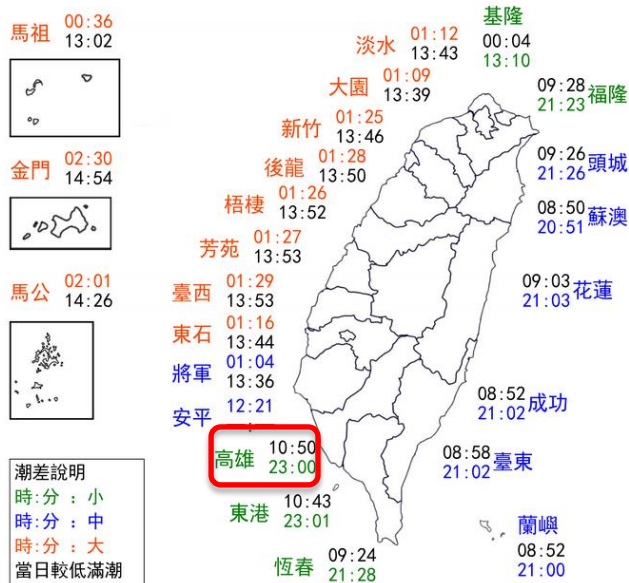 馬祖 00:36
13:02
金門 02:30
14:54
馬公 02:01
14:26
淡水 01:12
13:43
大園 01:09
13:39
新竹 01:25
13:46
後龍 01:28
13:50
梧棲 01:26
13:52
芳苑 01:27
13:53
臺西 01:29
13:53
東石 01:16
13:44
將軍 01:04
13:36
安平 12:21
--:--
高雄 10:50
23:00
東港 10:43
23:01
恆春 09:24
21:28
基隆
00:04
13:10
09:28
21:23 福隆
09:26
21:26 頭城
08:50
20:51 蘇澳
09:03
21:03 花蓮
08:52
21:02 成功
08:58
21:02 臺東
蘭嶼
08:52
21:00
潮差說明
時:分 : 小
時:分 : 中
時:分 : 大
當日較低滿潮